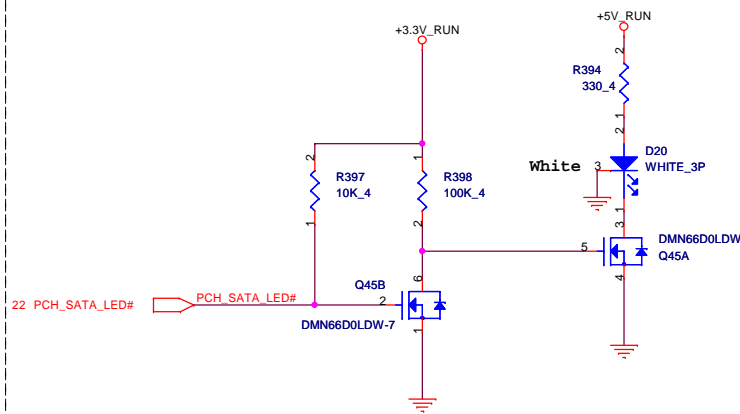 +5V_RUN
+3.3V_RUN
2
R394
330_4
1
2
D20
White 3 WHITE_3P
2 1
R397 R398
10K_4 100K_4
1 2
1
3
DMN66D0LDW
5
Q45A
6
4
Q45B
22 PCH_SATA_LED# PCH_SATA_LED# 2
DMN66D0LDW-7 1